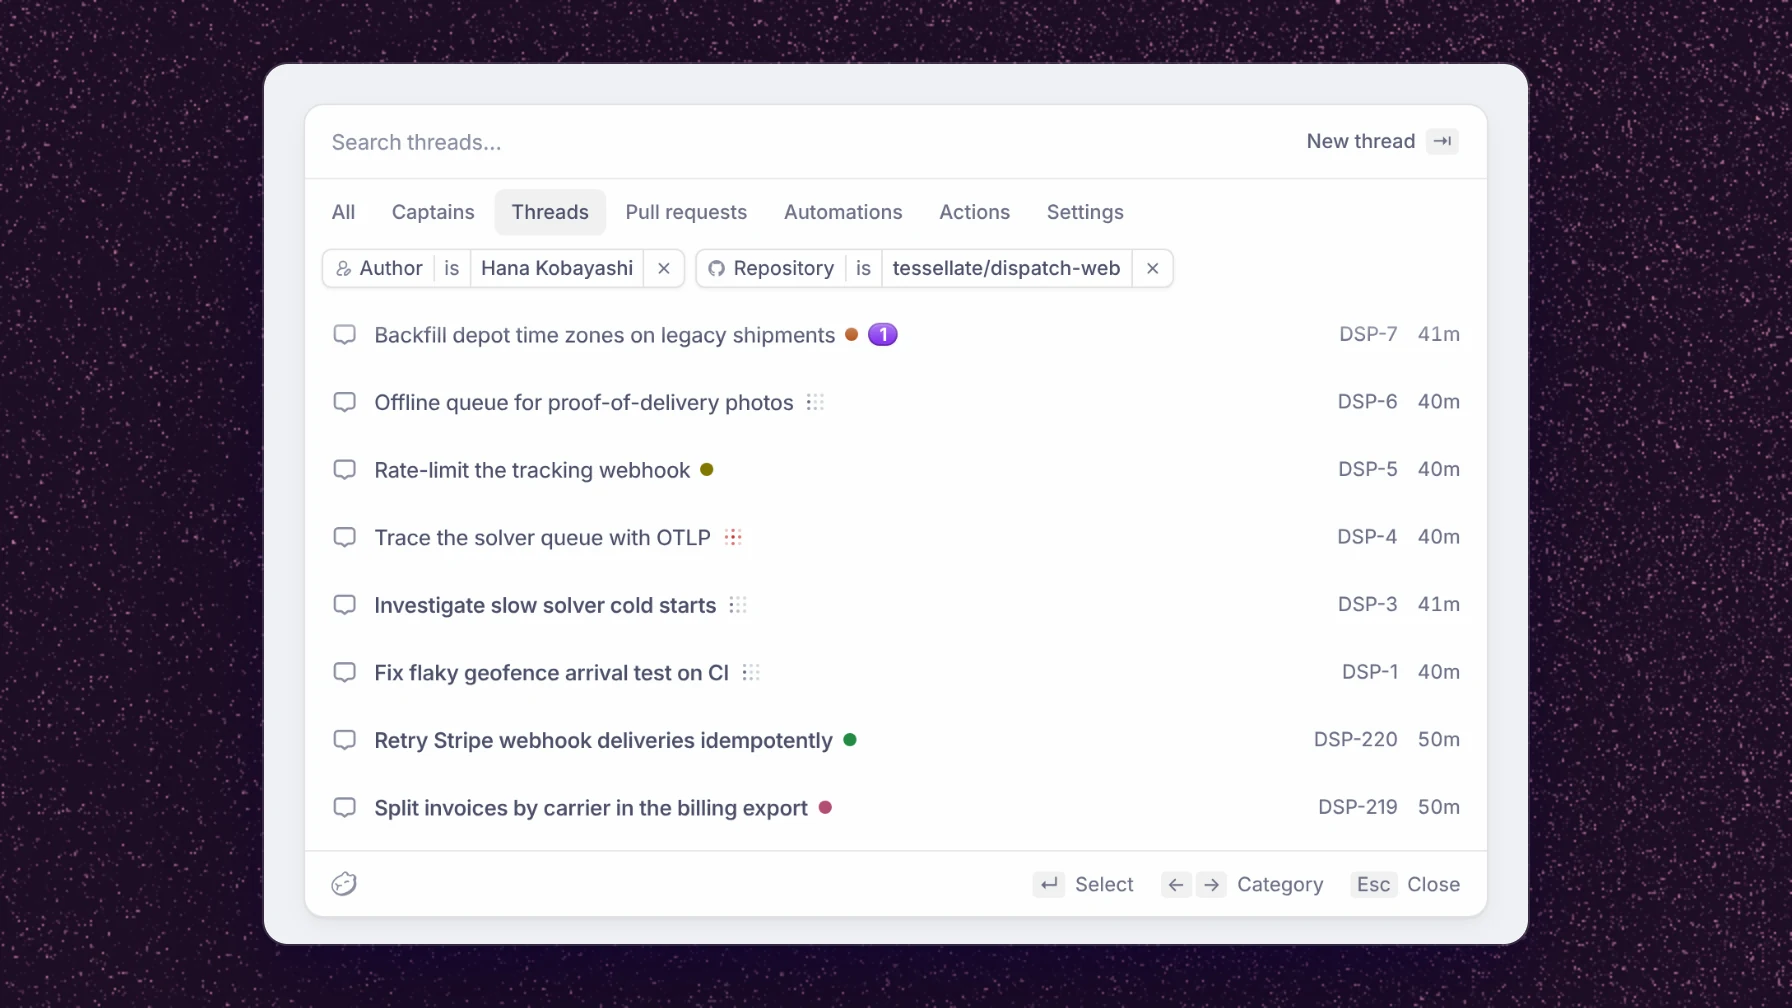 Search threads... New thread
All Captains Threads Pull requests Automations Actions Settings
Author is Hana Kobayashi Repository is tessellate/dispatch-web
Backfill depot time zones on legacy shipments 1 DSP-7 41m
Offline queue for proof-of-delivery photos DSP-6 40m
Rate-limit the tracking webhook DSP-5 40m
Trace the solver queue with OTLP DSP-4 40m
Investigate slow solver cold starts DSP-3 41m
Fix flaky geofence arrival test on CI DSP-1 40m
Retry Stripe webhook deliveries idempotently DSP-220 50m
Split invoices by carrier in the billing export DSP-219 50m
Select Category Esc Close